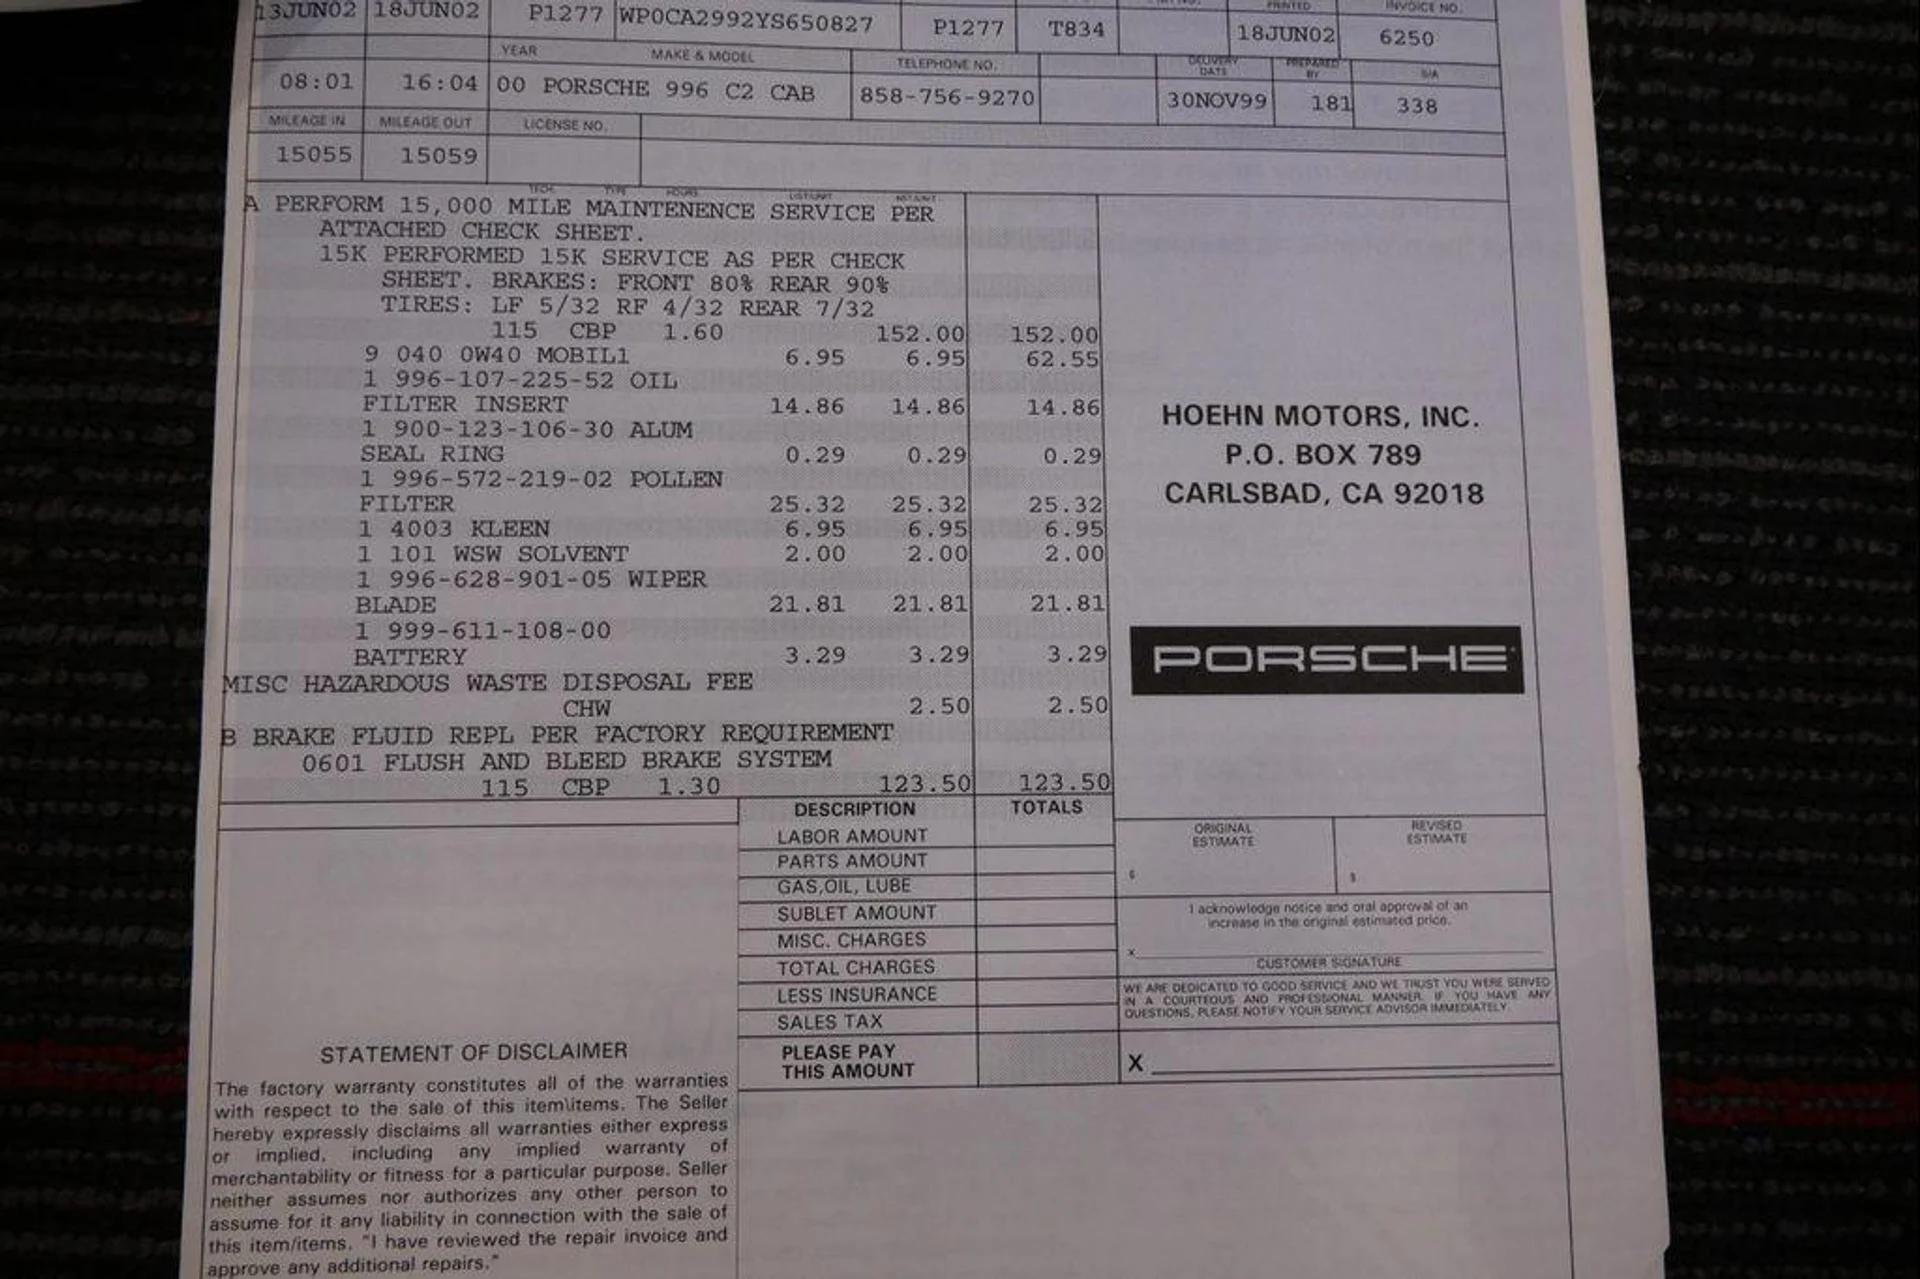 PRINTED INVOICE NO.
13JUN02 18JUN02 P1277 WP0CA2992YS650827 P1277 T834 18JUN02 6250
YEAR MAKE & MODEL TELEPHONE NO. DELIVERY DATE PREPARED BY S/A
08:01 16:04 00 PORSCHE 996 C2 CAB 858-756-9270 30NOV99 181 338
MILEAGE IN MILEAGE OUT LICENSE NO.
15055 15059
TECH. TYPE HOURS LIST/UNIT NET/UNIT
A PERFORM 15,000 MILE MAINTENENCE SERVICE PER
ATTACHED CHECK SHEET.
15K PERFORMED 15K SERVICE AS PER CHECK
SHEET. BRAKES: FRONT 80% REAR 90%
TIRES: LF 5/32 RF 4/32 REAR 7/32
115 CBP 1.60 152.00 152.00
9 040 0W40 MOBIL1 6.95 6.95 62.55
1 996-107-225-52 OIL
FILTER INSERT 14.86 14.86 14.86
1 900-123-106-30 ALUM
SEAL RING 0.29 0.29 0.29
1 996-572-219-02 POLLEN
FILTER 25.32 25.32 25.32
1 4003 KLEEN 6.95 6.95 6.95
1 101 WSW SOLVENT 2.00 2.00 2.00
1 996-628-901-05 WIPER
BLADE 21.81 21.81 21.81
1 999-611-108-00
BATTERY 3.29 3.29 3.29
MISC HAZARDOUS WASTE DISPOSAL FEE
CHW 2.50 2.50
B BRAKE FLUID REPL PER FACTORY REQUIREMENT
0601 FLUSH AND BLEED BRAKE SYSTEM
115 CBP 1.30 123.50 123.50
HOEHN MOTORS, INC.
P.O. BOX 789
CARLSBAD, CA 92018
PORSCHE
DESCRIPTION TOTALS
LABOR AMOUNT
PARTS AMOUNT
GAS,OIL, LUBE
SUBLET AMOUNT
MISC. CHARGES
TOTAL CHARGES
LESS INSURANCE
SALES TAX
PLEASE PAY
THIS AMOUNT
ORIGINAL
ESTIMATE
$
REVISED
ESTIMATE
$
I acknowledge notice and oral approval of an
increase in the original estimated price.
x
CUSTOMER SIGNATURE
WE ARE DEDICATED TO GOOD SERVICE AND WE TRUST YOU WERE SERVED
IN A COURTEOUS AND PROFESSIONAL MANNER. IF YOU HAVE ANY
QUESTIONS, PLEASE NOTIFY YOUR SERVICE ADVISOR IMMEDIATELY.
X
STATEMENT OF DISCLAIMER
The factory warranty constitutes all of the warranties
with respect to the sale of this item\items. The Seller
hereby expressly disclaims all warranties either express
or implied, including any implied warranty of
merchantability or fitness for a particular purpose. Seller
neither assumes nor authorizes any other person to
assume for it any liability in connection with the sale of
this item/items. "I have reviewed the repair invoice and
approve any additional repairs."